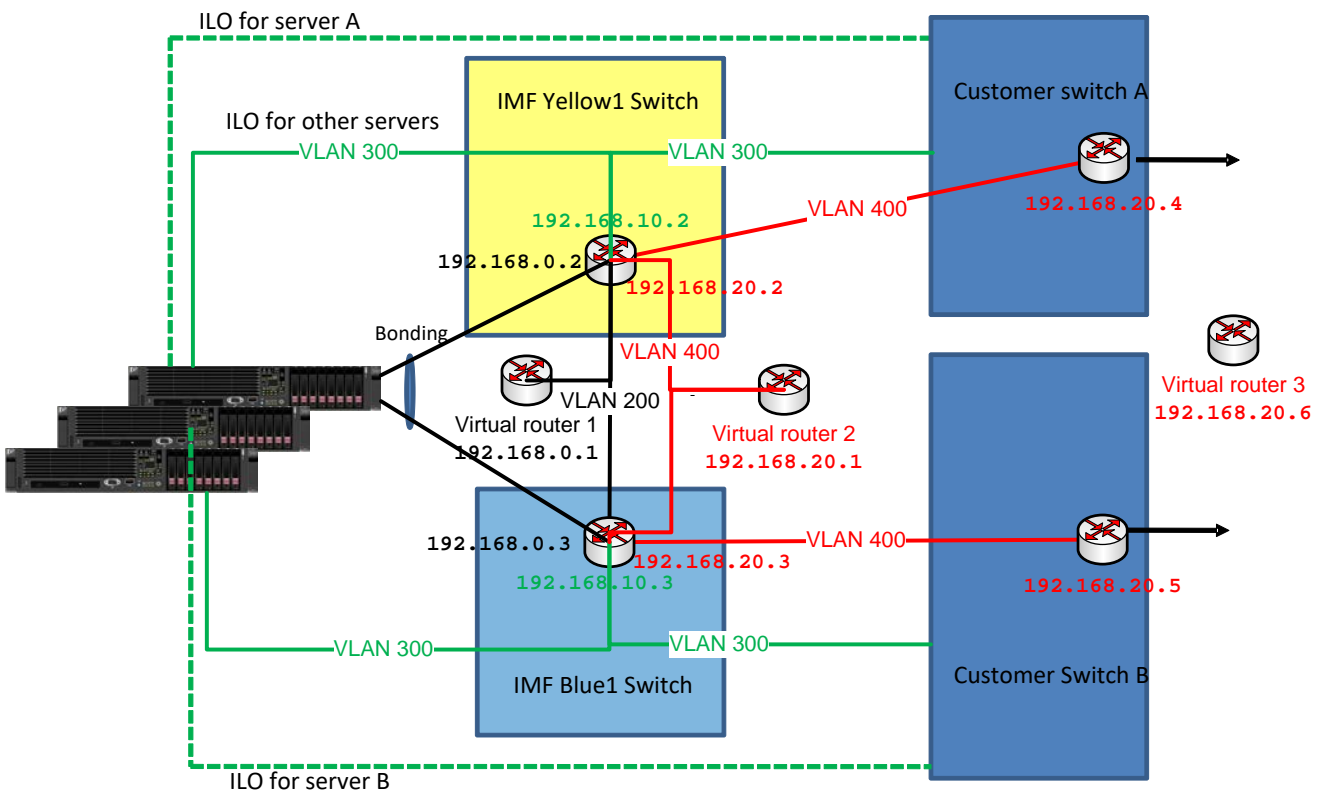 ILO for server A
IMF Yellow1 Switch
Customer switch A
ILO for other servers
VLAN 300
VLAN 300
VLAN 400
192.168.20.4
192.168.10.2
192.168.0.2
192.168.20.2
Bonding
VLAN 400
VLAN 200
-
Virtual router 1
192.168.0.1
Virtual router 2
192.168.20.1
Virtual router 3
192.168.20.6
192.168.0.3
192.168.20.3
192.168.10.3
VLAN 400
192.168.20.5
VLAN 300
VLAN 300
IMF Blue1 Switch
Customer Switch B
ILO for server B